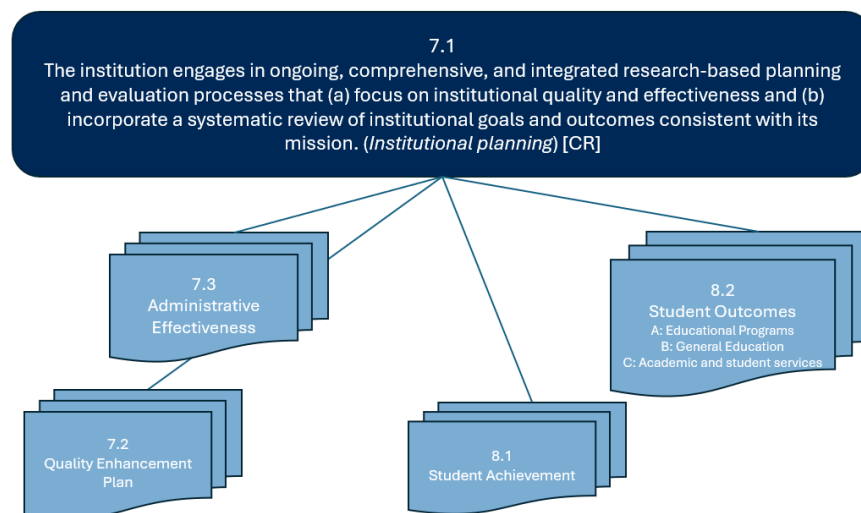 7.1
The institution engages in ongoing, comprehensive, and integrated research-based planning
and evaluation processes that (a) focus on institutional quality and effectiveness and (b)
incorporate a systematic review of institutional goals and outcomes consistent with its
mission. (Institutional planning) [CR]
7.3
Administrative
Effectiveness
8.2
Student Outcomes
A: Educational Programs
B: General Education
C: Academic and student services
7.2
Quality Enhancement
Plan
8.1
Student Achievement